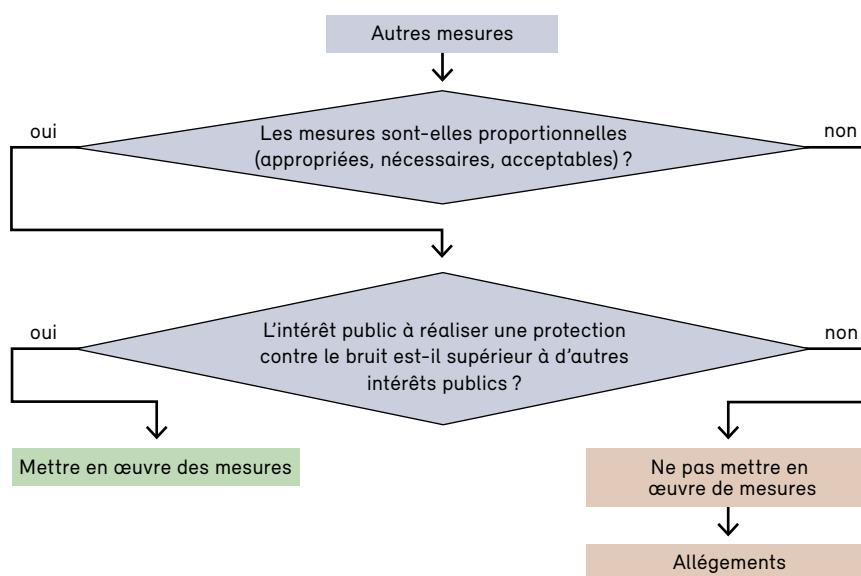 Autres mesures
oui
Les mesures sont-elles proportionnelles
(appropriées, nécessaires, acceptables) ?
non
oui
L'intérêt public à réaliser une protection
contre le bruit est-il supérieur à d'autres
intérêts publics ?
non
Mettre en œuvre des mesures
Ne pas mettre en
œuvre de mesures
Allégements